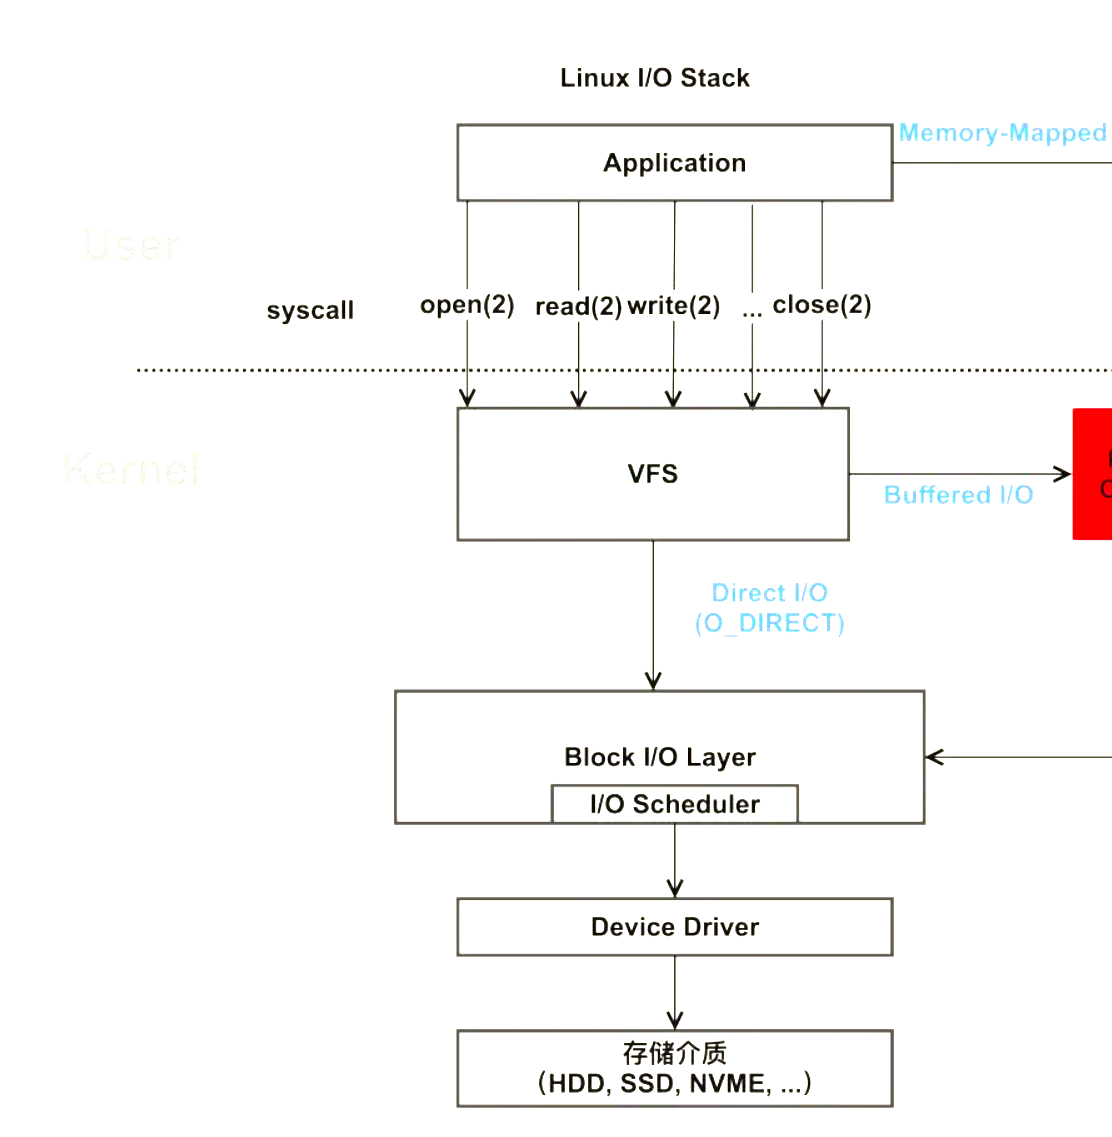 Linux I/O Stack
Memory-Mapped
Application
User
syscall
open(2)
read(2)
write(2)
...
close(2)
Kernel
VFS
Buffered I/O
Direct I/O
(O_DIRECT)
Block I/O Layer
I/O Scheduler
Device Driver
存储介质
(HDD, SSD, NVME, ...)